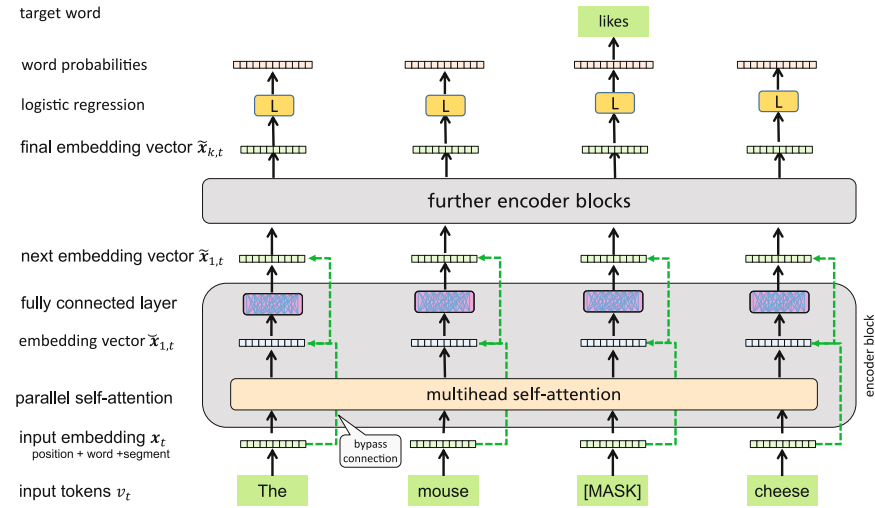 target word
likes
word probabilities
logistic regression
L
L
L
L
final embedding vector x̃ₖ,ₜ
further encoder blocks
next embedding vector x̃₁,ₜ
fully connected layer
embedding vector x̆₁,ₜ
parallel self-attention
multihead self-attention
encoder block
input embedding xₜ
position + word +segment
bypass
connection
input tokens vₜ
The
mouse
[MASK]
cheese